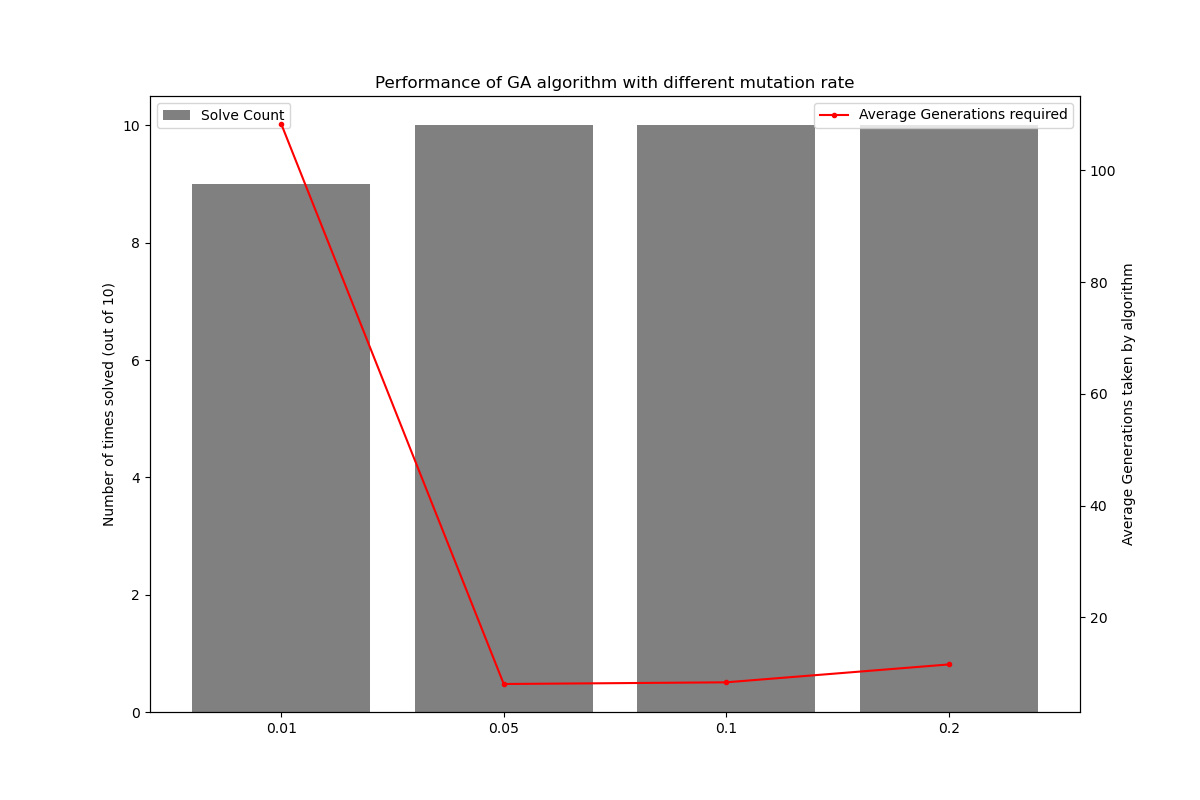 Performance of GA algorithm with different mutation rate
Solve Count
Average Generations required
10
8
6
4
2
0
Number of times solved (out of 10)
100
80
60
40
20
Average Generations taken by algorithm
0.01 0.05 0.1 0.2